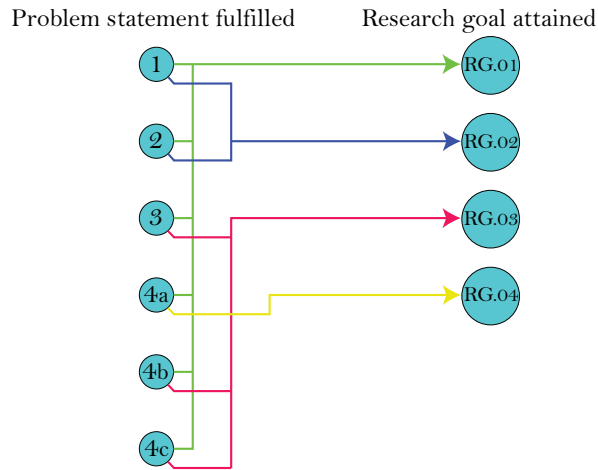 Problem statement fulfilled
Research goal attained
1
RG.01
2
RG.02
3
RG.03
4a
RG.04
4b
4c